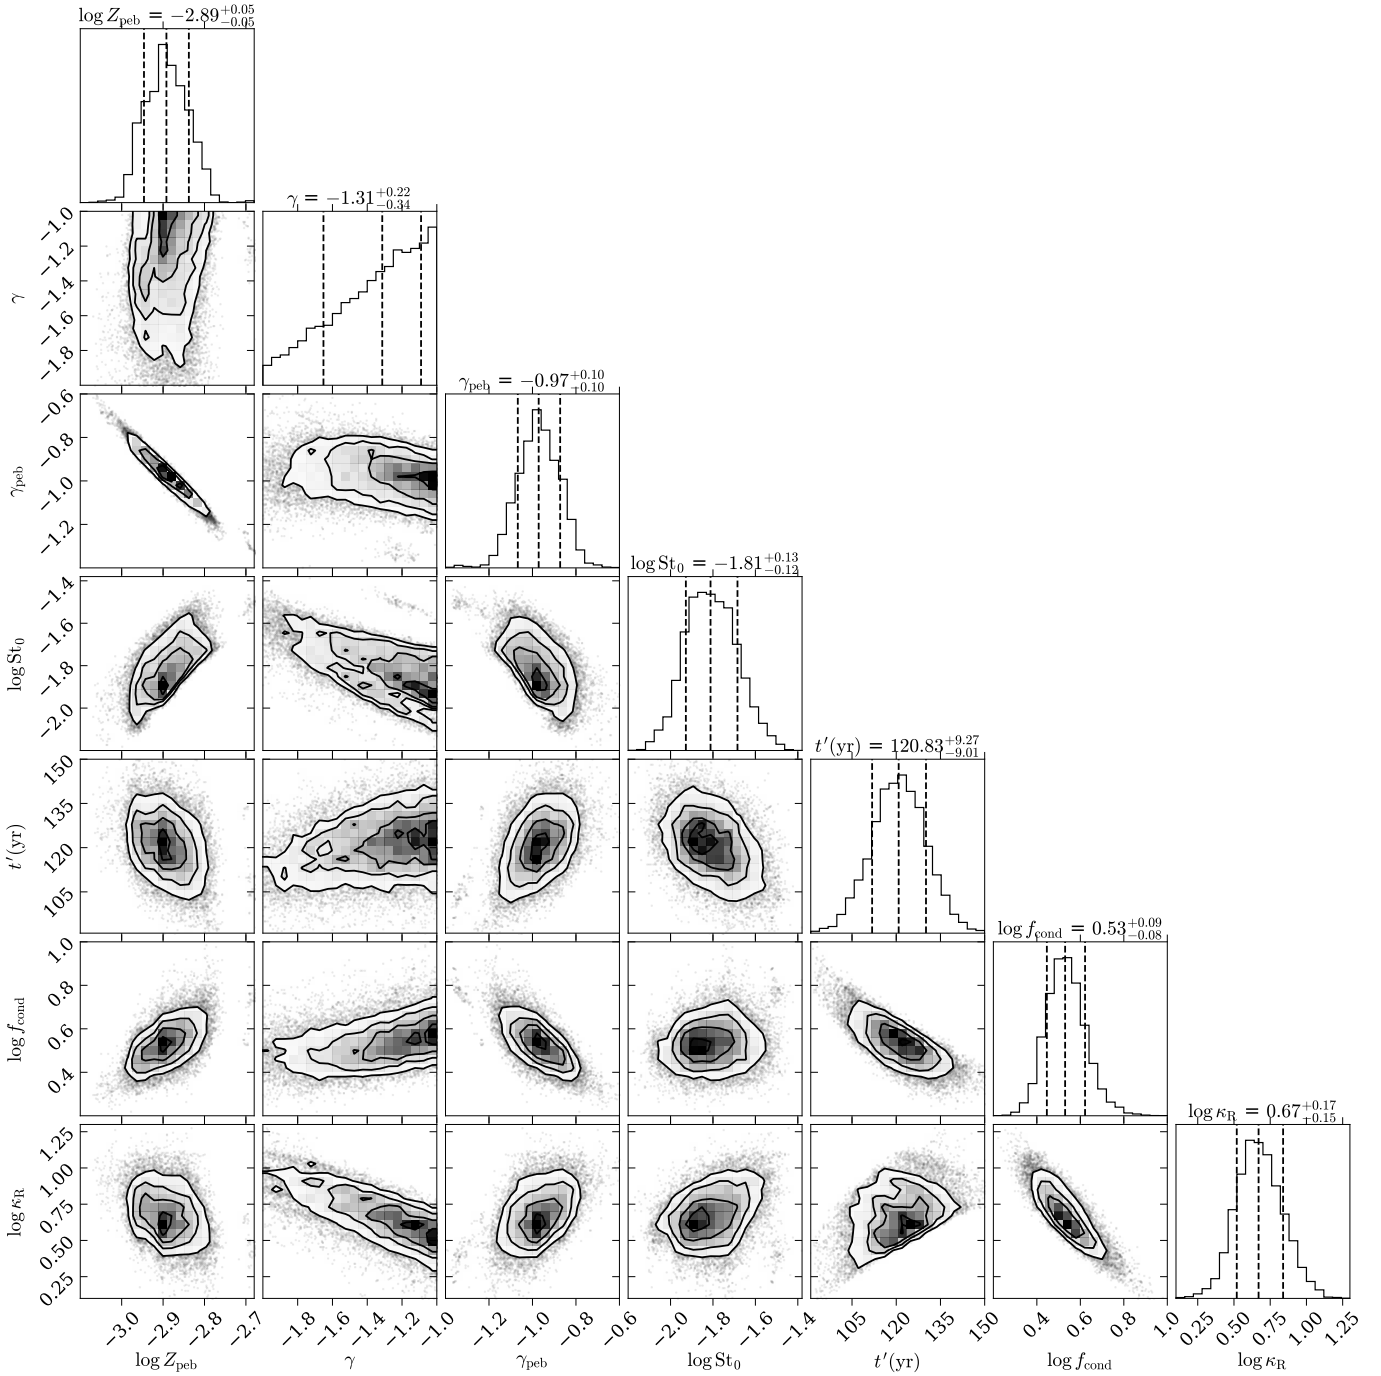 log Z_peb = −2.89^{+0.05}_{−0.05}
γ = −1.31^{+0.22}_{−0.34}
−1.0
−1.2
−1.4
−1.6
−1.8
γ
γ_peb = −0.97^{+0.10}_{−0.10}
−0.6
−0.8
−1.0
−1.2
γ_peb
log St_0 = −1.81^{+0.13}_{−0.12}
−1.4
−1.6
−1.8
−2.0
log St_0
t′(yr) = 120.83^{+9.27}_{−9.01}
150
135
120
105
t′(yr)
log f_cond = 0.53^{+0.09}_{−0.08}
1.0
0.8
0.6
0.4
log f_cond
log κ_R = 0.67^{+0.17}_{−0.15}
1.25
1.00
0.75
0.50
0.25
log κ_R
−3.0 −2.9 −2.8 −2.7 −1.8 −1.6 −1.4 −1.2 −1.0 −1.2 −1.0 −0.8 −0.6 −2.0 −1.8 −1.6 −1.4 105 120 135 150 0.4 0.6 0.8 1.0 0.25 0.50 0.75 1.00 1.25
log Z_peb γ γ_peb log St_0 t′(yr) log f_cond log κ_R